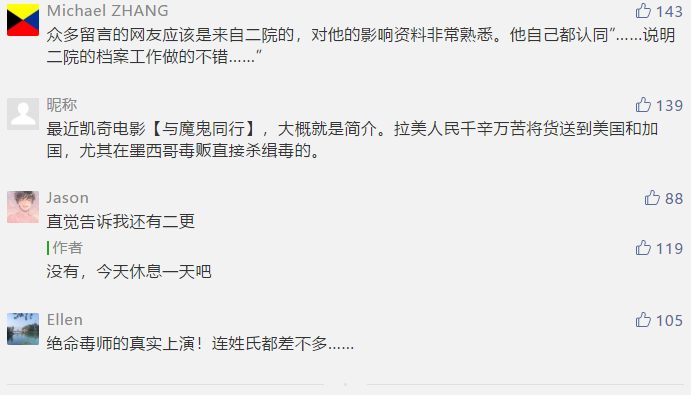 Michael ZHANG
143
众多留言的网友应该是来自二院的，对他的影响资料非常熟悉。他自己都认同”……说明
二院的档案工作做的不错……”
昵称
139
最近凯奇电影【与魔鬼同行】，大概就是简介。拉美人民千辛万苦将货送到美国和加
国，尤其在墨西哥毒贩直接杀缉毒的。
Jason
88
直觉告诉我还有二更
作者
119
没有，今天休息一天吧
Ellen
105
绝命毒师的真实上演！连姓氏都差不多……